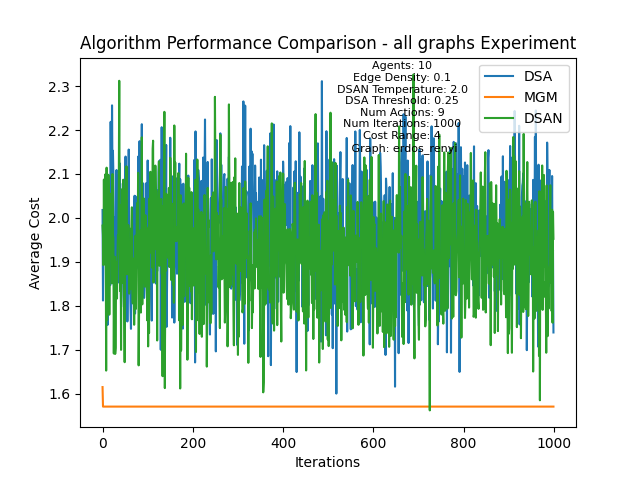 Algorithm Performance Comparison - all graphs Experiment
Agents: 10
Edge Density: 0.1
DSAN Temperature: 2.0
DSA Threshold: 0.25
Num Actions: 9
Num Iterations: 1000
Cost Range: 4
Graph: erdos_renyi
DSA
MGM
DSAN
Average Cost
2.3
2.2
2.1
2.0
1.9
1.8
1.7
1.6
0 200 400 600 800 1000
Iterations